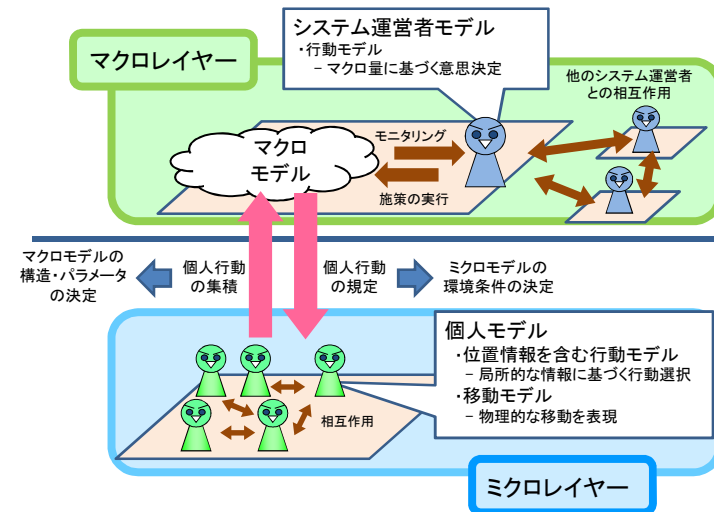 マクロレイヤー
システム運営者モデル
・行動モデル
－ マクロ量に基づく意思決定
他のシステム運営者
との相互作用
マクロ
モデル
モニタリング
施策の実行
マクロモデルの
構造・パラメータ
の決定
個人行動
の集積
個人行動
の規定
ミクロモデルの
環境条件の決定
個人モデル
・位置情報を含む行動モデル
－ 局所的な情報に基づく行動選択
・移動モデル
－ 物理的な移動を表現
相互作用
ミクロレイヤー